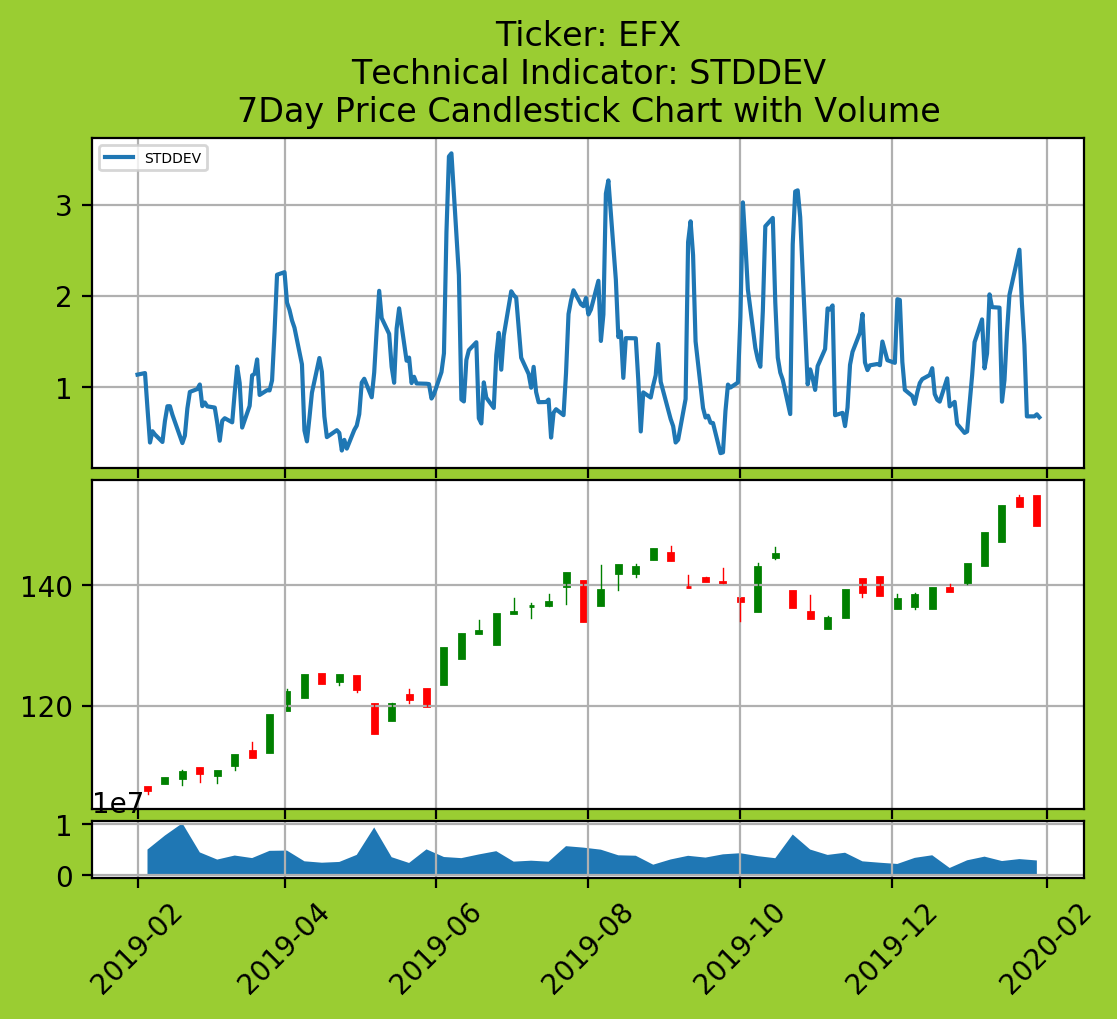 Ticker: EFX
Technical Indicator: STDDEV
7Day Price Candlestick Chart with Volume
STDDEV
3
2
1
140
120
1e7
1
0
2019-02 2019-04 2019-06 2019-08 2019-10 2019-12 2020-02